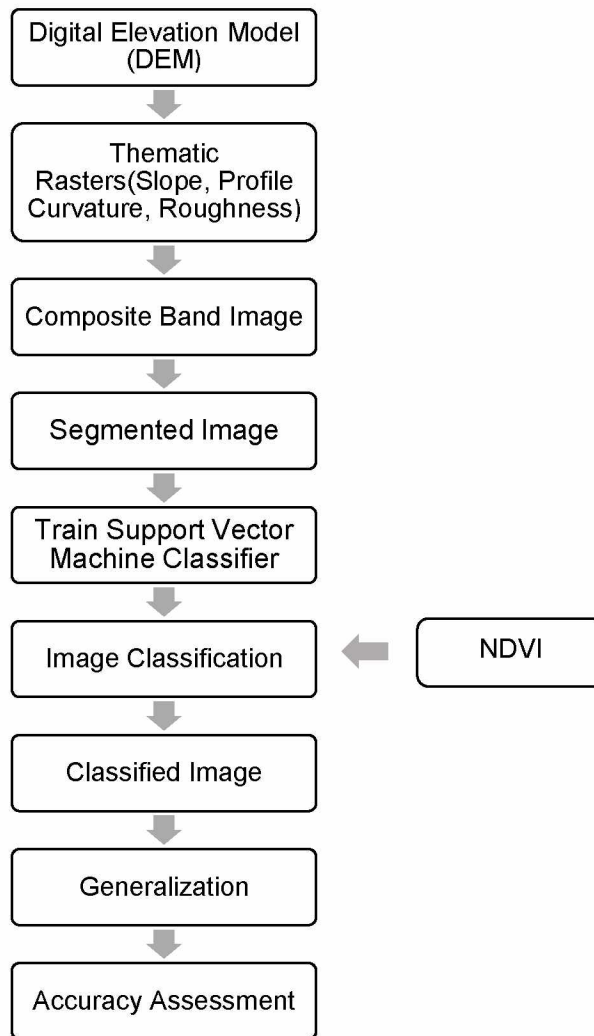 Digital Elevation Model
(DEM)
Thematic
Rasters(Slope, Profile
Curvature, Roughness)
Composite Band Image
Segmented Image
Train Support Vector
Machine Classifier
Image Classification
NDVI
Classified Image
Generalization
Accuracy Assessment